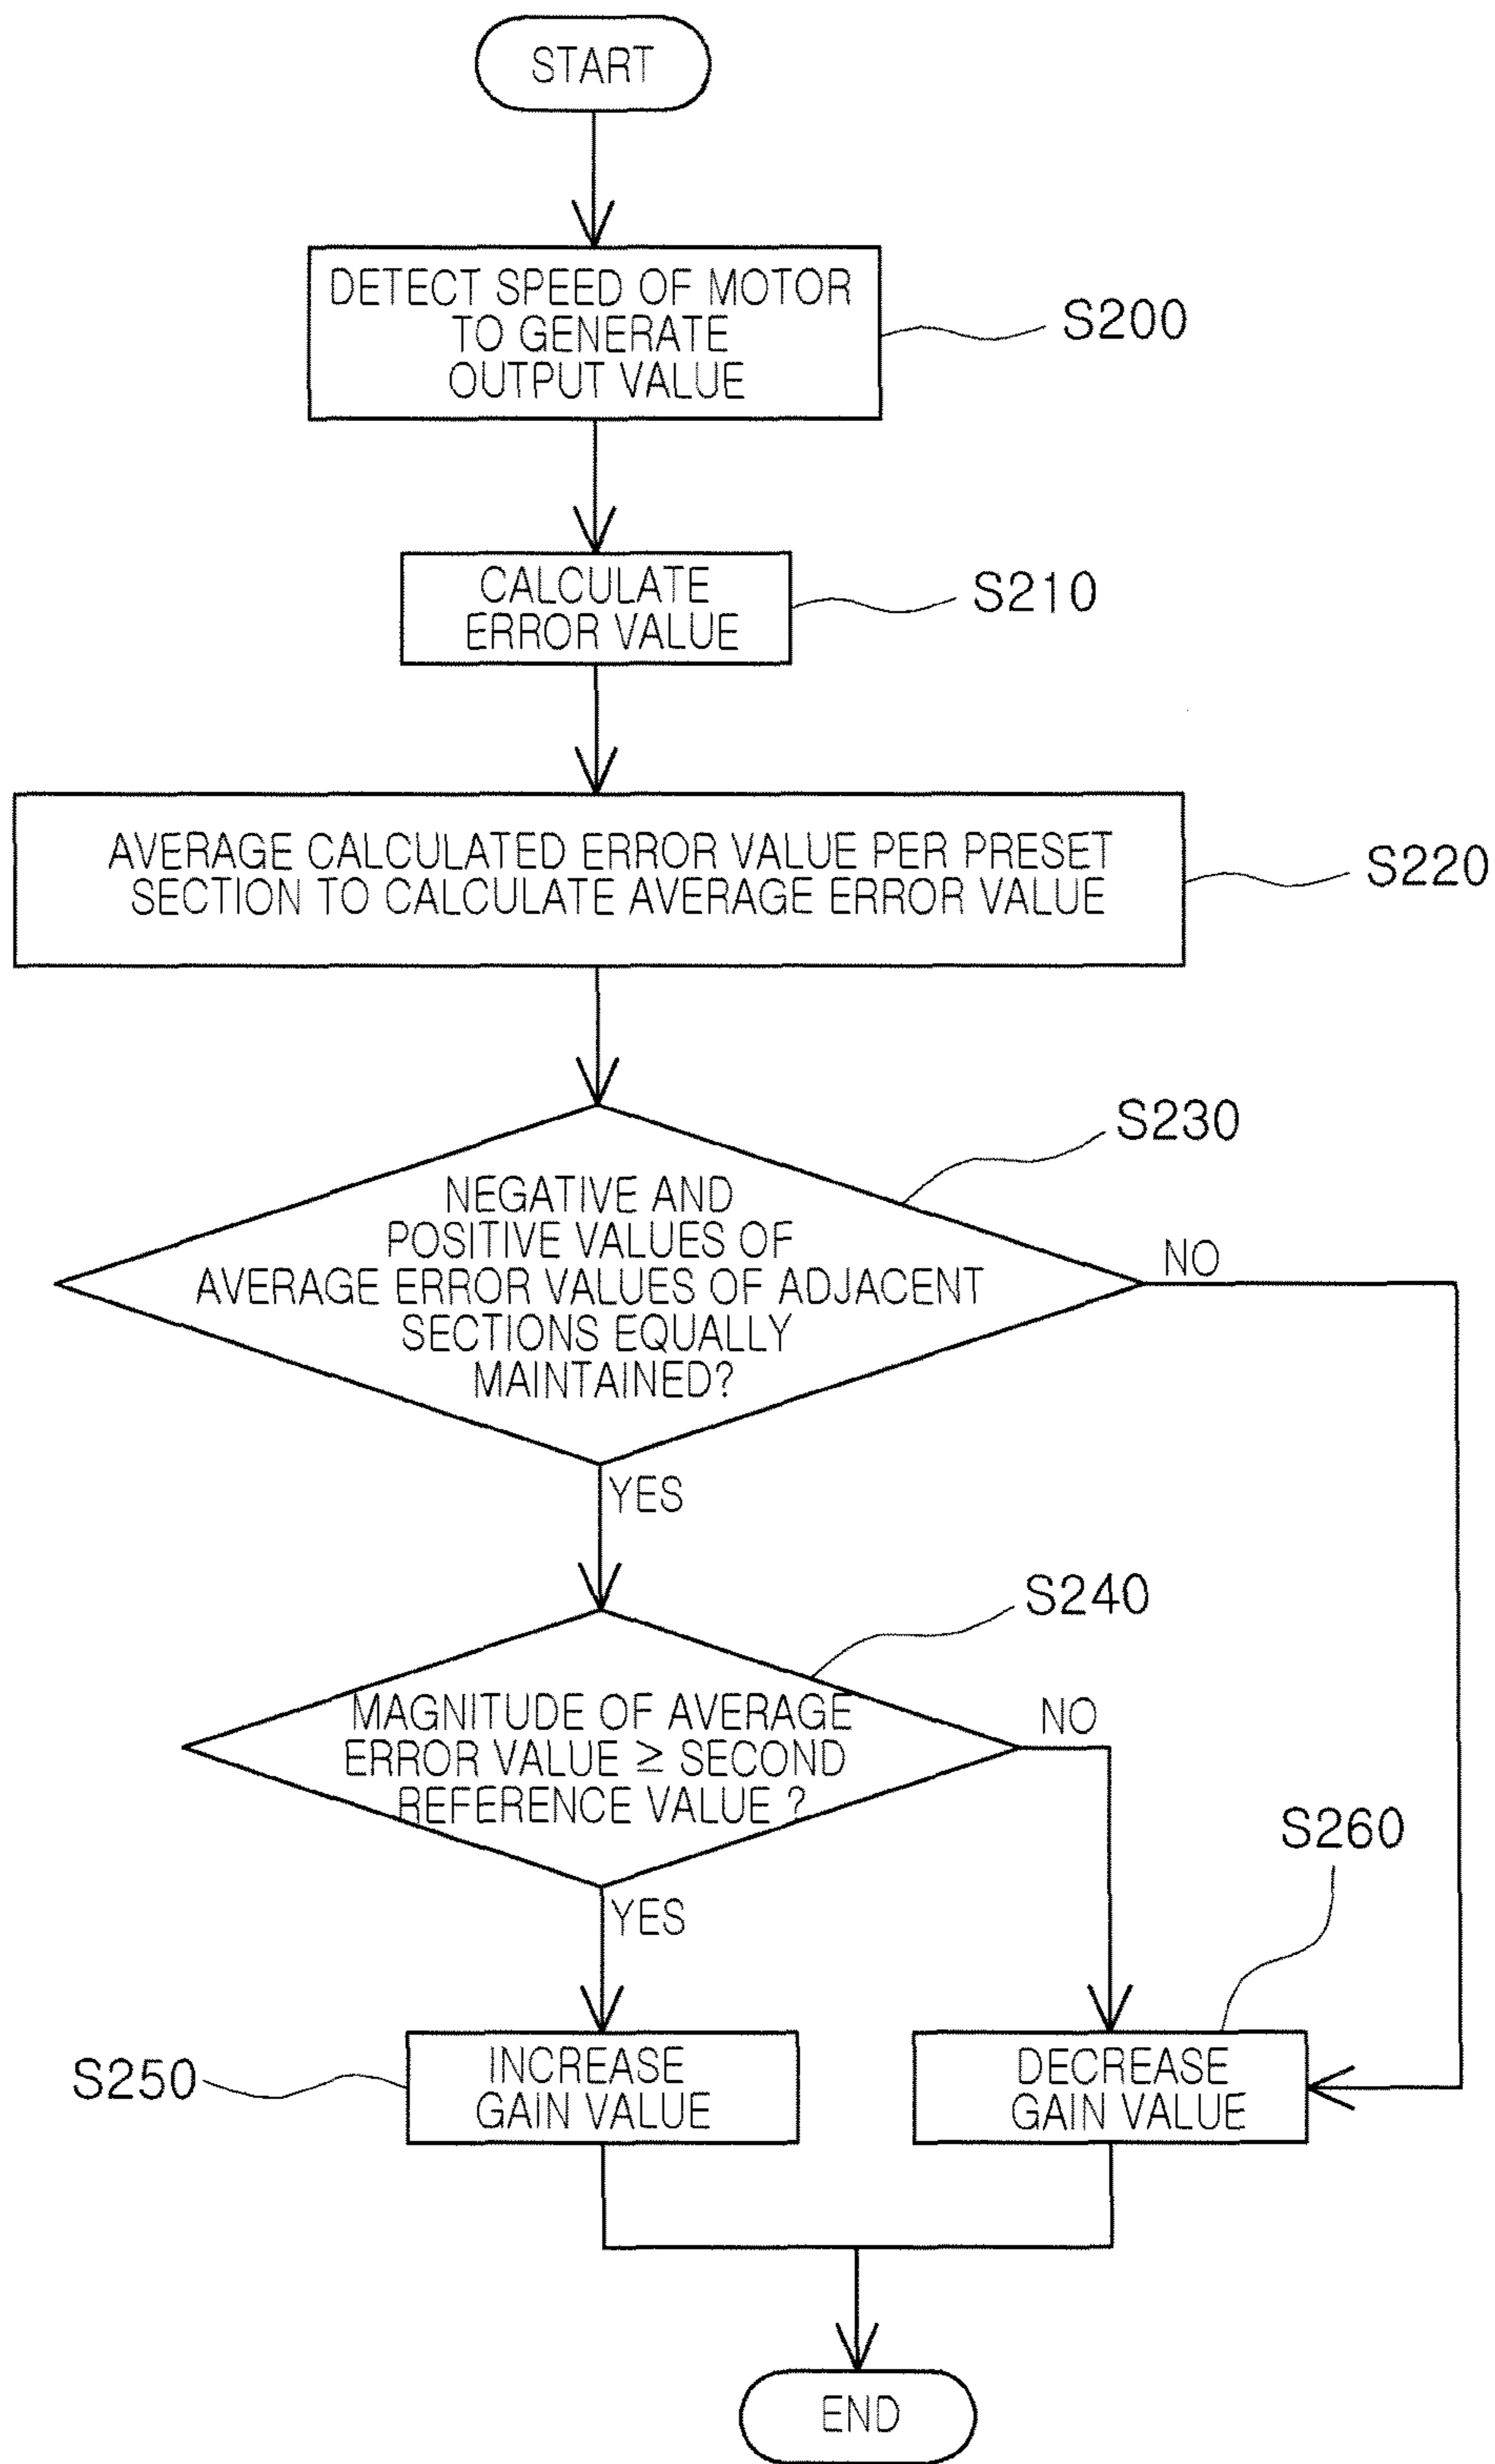 START
DETECT SPEED OF MOTOR
TO GENERATE
OUTPUT VALUE
S200
CALCULATE
ERROR VALUE
S210
AVERAGE CALCULATED ERROR VALUE PER PRESET
SECTION TO CALCULATE AVERAGE ERROR VALUE
S220
S230
NEGATIVE AND
POSITIVE VALUES OF
AVERAGE ERROR VALUES OF ADJACENT
SECTIONS EQUALLY
MAINTAINED?
NO
YES
S240
MAGNITUDE OF AVERAGE
ERROR VALUE ≥ SECOND
REFERENCE VALUE ?
NO
YES
S260
S250
INCREASE
GAIN VALUE
DECREASE
GAIN VALUE
END